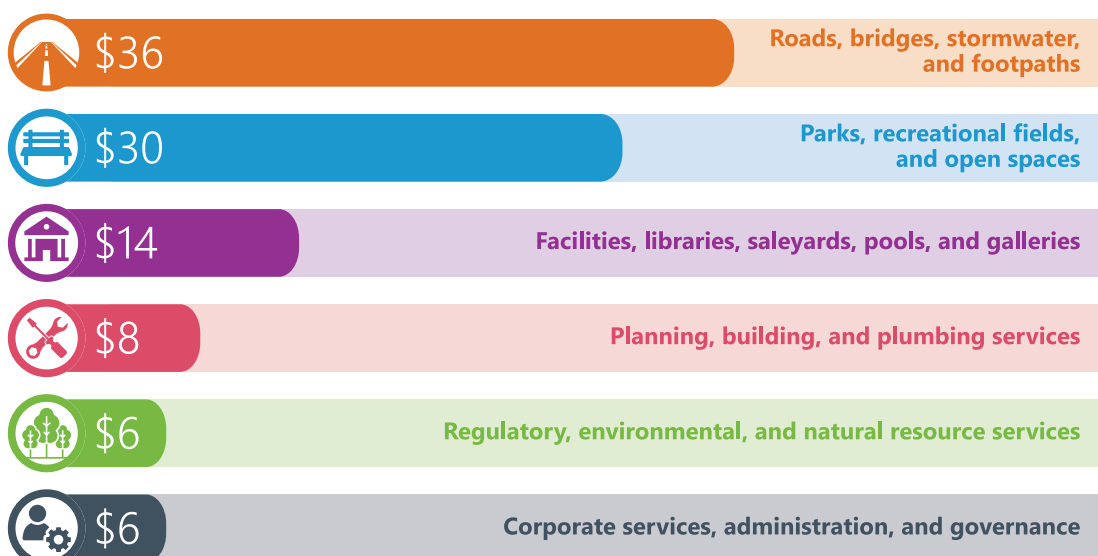 $36
Roads, bridges, stormwater,
and footpaths
$30
Parks, recreational fields,
and open spaces
$14
Facilities, libraries, saleyards, pools, and galleries
$8
Planning, building, and plumbing services
$6
Regulatory, environmental, and natural resource services
$6
Corporate services, administration, and governance